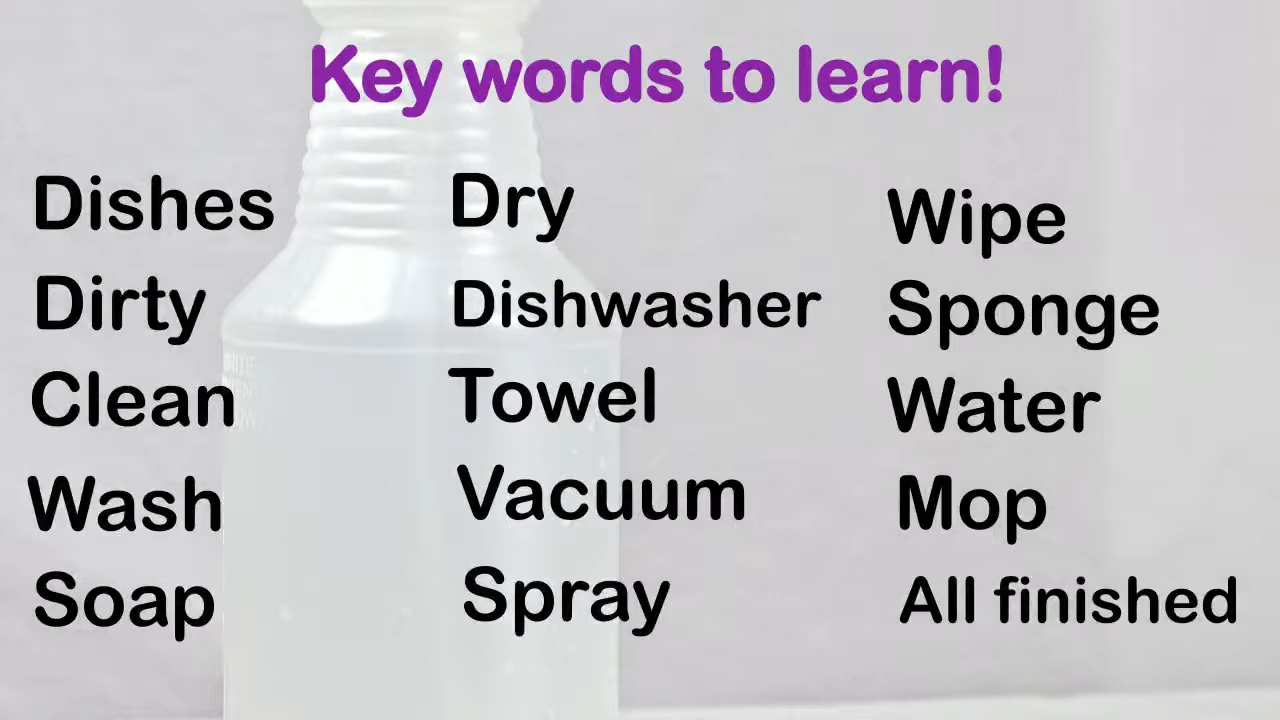 Key words to learn!
Dishes
Dirty
Clean
Wash
Soap
Dry
Dishwasher
Towel
Vacuum
Spray
Wipe
Sponge
Water
Mop
All finished